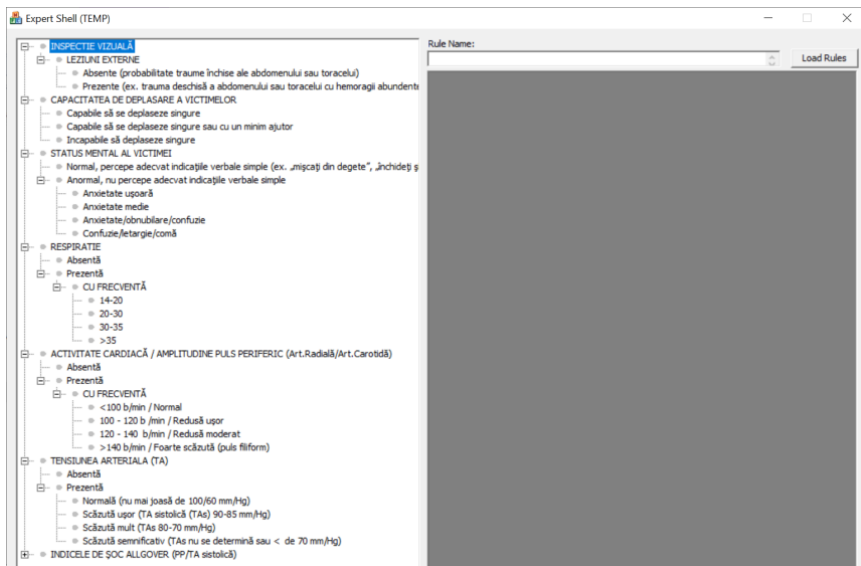 Expert Shell (TEMP)
Rule Name:
Load Rules
INSPECTIE VIZUALĂ
LEZIUNI EXTERNE
Absente (probabilitate traume închise ale abdomenului sau toracelui)
Prezente (ex. trauma deschisă a abdomenului sau toracelui cu hemoragii abundente
CAPACITATEA DE DEPLASARE A VICTIMELOR
Capabile să se deplaseze singure
Capabile să se deplaseze singure sau cu un minim ajutor
Incapabile să deplaseze singure
STATUS MENTAL AL VICTIMEI
Normal, percepe adecvat indicațiile verbale simple (ex. „mișcați din degete”, „închideți ș
Anormal, nu percepe adecvat indicațiile verbale simple
Anxietate ușoară
Anxietate medie
Anxietate/obnubilare/confuzie
Confuzie/letargie/comă
RESPIRATIE
Absentă
Prezentă
CU FRECVENTĂ
14-20
20-30
30-35
>35
ACTIVITATE CARDIACĂ / AMPLITUDINE PULS PERIFERIC (Art.Radială/Art.Carotidă)
Absentă
Prezentă
CU FRECVENTĂ
<100 b/min / Normal
100 - 120 b /min / Redusă ușor
120 - 140 b/min / Redusă moderat
>140 b/min / Foarte scăzută (puls filiform)
TENSIUNEA ARTERIALA (TA)
Absentă
Prezentă
Normală (nu mai joasă de 100/60 mm/Hg)
Scăzută ușor (TA sistolică (TAs) 90-85 mm/Hg)
Scăzută mult (TAs 80-70 mm/Hg)
Scăzută semnificativ (TAs nu se determină sau < de 70 mm/Hg)
INDICELE DE ȘOC ALLGOVER (PP/TA sistolică)